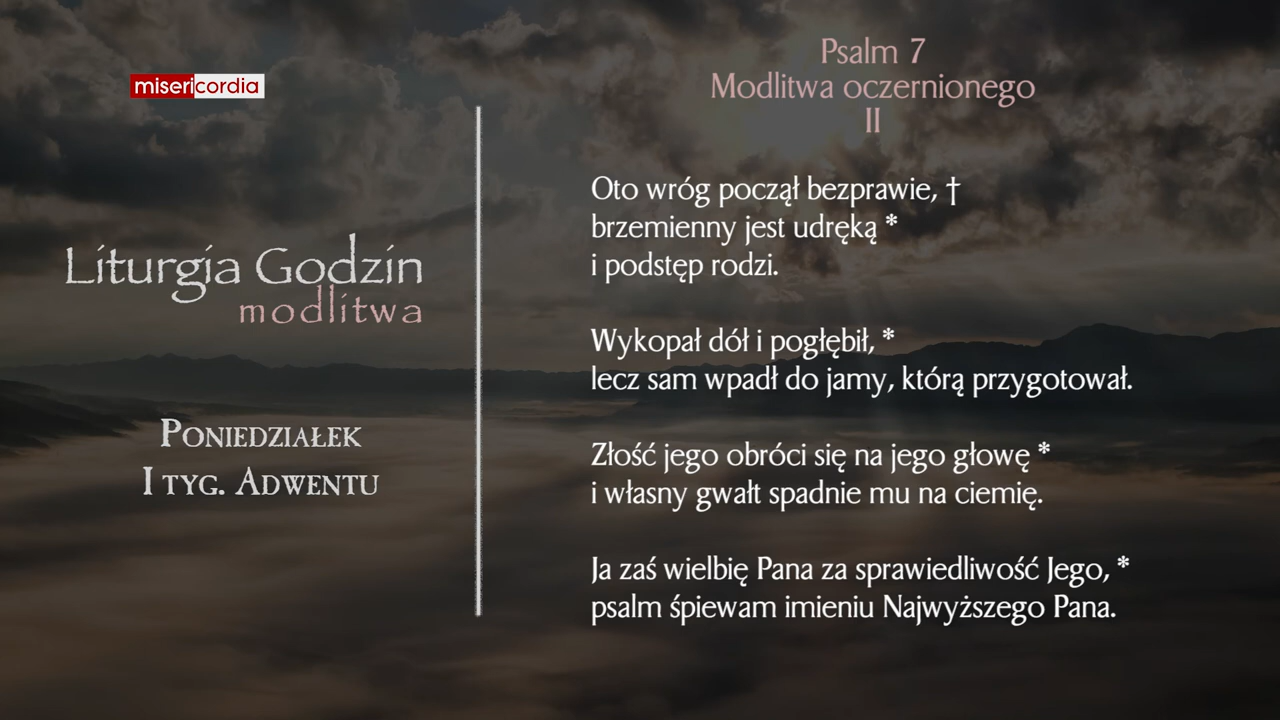 misericordia
Liturgia Godzin
modlitwa
PONIEDZIAŁEK
I TYG. ADWENTU
Psalm 7
Modlitwa oczernionego
II
Oto wróg począł bezprawie, †
brzemienny jest udręką *
i podstęp rodzi.
Wykopał dół i pogłębił, *
lecz sam wpadł do jamy, którą przygotował.
Złość jego obróci się na jego głowę *
i własny gwałt spadnie mu na ciemię.
Ja zaś wielbię Pana za sprawiedliwość Jego, *
psalm śpiewam imieniu Najwyższego Pana.